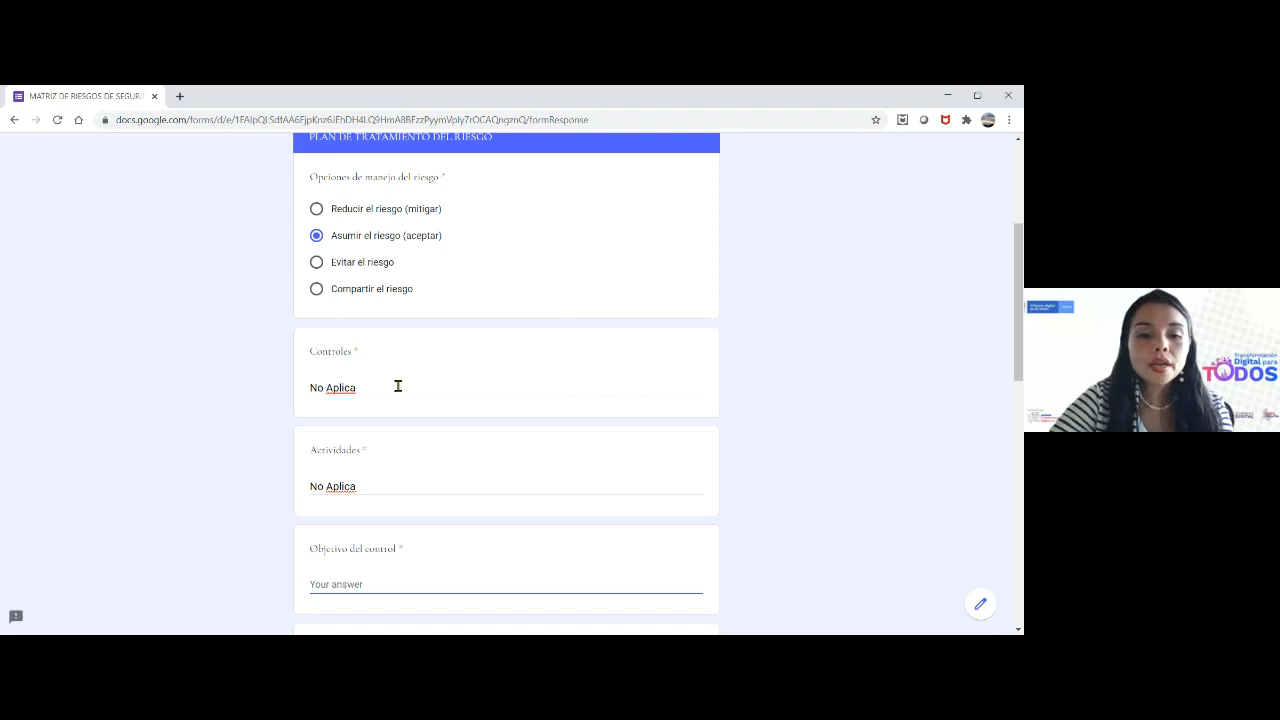 MATRIZ DE RIESGOS DE SEGURI
docs.google.com/forms/d/e/1FAIpQLSdfAA6FjpKnz6JEbDH4LQ9HmA8BFzzPyymVply7rOCAQngznQ/formResponse
PLAN DE TRATAMIENTO DEL RIESGO
Opciones de manejo del riesgo *
Reducir el riesgo (mitigar)
Asumir el riesgo (aceptar)
Evitar el riesgo
Compartir el riesgo
Controles *
No Aplica
Actividades *
No Aplica
Objetivo del control *
Your answer
Transformación
Digital para
TODOS
DIGITAL